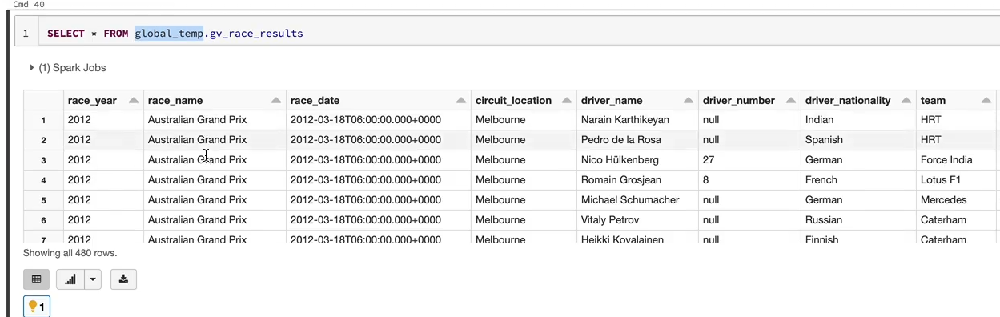 Cmd 40
1 SELECT * FROM global_temp.gv_race_results
(1) Spark Jobs
race_year race_name race_date circuit_location driver_name driver_number driver_nationality team
1 2012 Australian Grand Prix 2012-03-18T06:00:00.000+0000 Melbourne Narain Karthikeyan null Indian HRT
2 2012 Australian Grand Prix 2012-03-18T06:00:00.000+0000 Melbourne Pedro de la Rosa null Spanish HRT
3 2012 Australian Grand Prix 2012-03-18T06:00:00.000+0000 Melbourne Nico Hülkenberg 27 German Force India
4 2012 Australian Grand Prix 2012-03-18T06:00:00.000+0000 Melbourne Romain Grosjean 8 French Lotus F1
5 2012 Australian Grand Prix 2012-03-18T06:00:00.000+0000 Melbourne Michael Schumacher null German Mercedes
6 2012 Australian Grand Prix 2012-03-18T06:00:00.000+0000 Melbourne Vitaly Petrov null Russian Caterham
7 2012 Australian Grand Prix 2012-03-18T06:00:00.000+0000 Melbourne Heikki Kovalainen null Finnish Caterham
Showing all 480 rows.
1